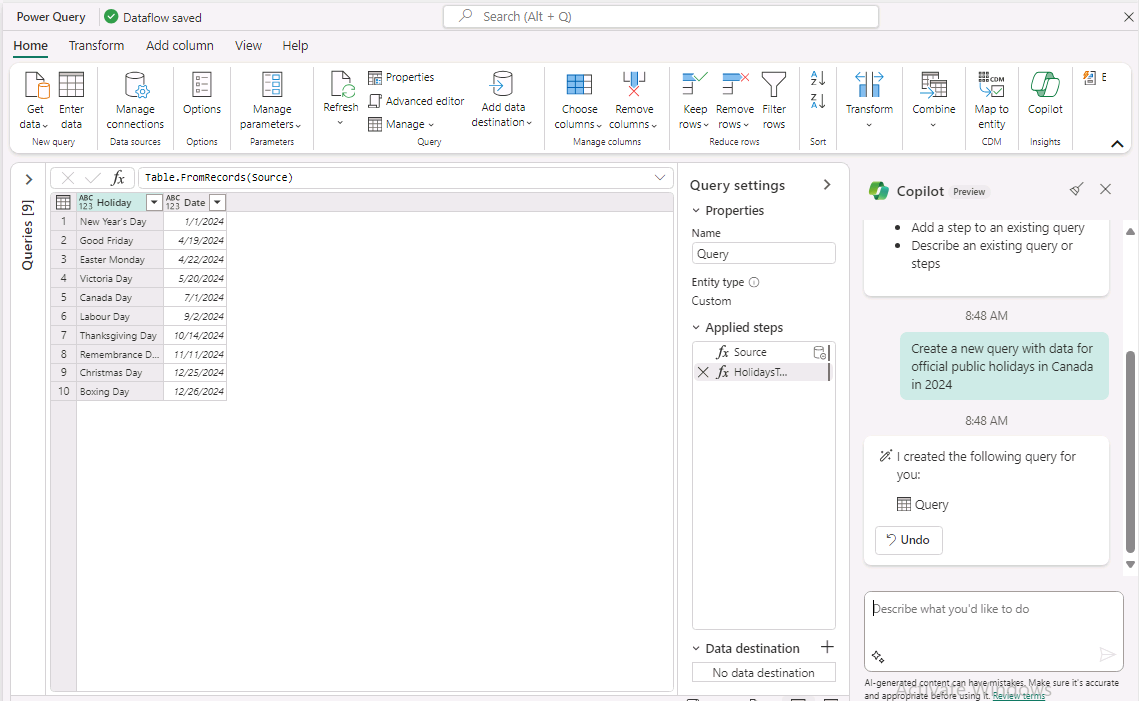 Power Query
Dataflow saved
Search (Alt + Q)
Home Transform Add column View Help
Get data
Enter data
New query
Manage connections
Data sources
Options
Options
Manage parameters
Parameters
Refresh
Properties
Advanced editor
Manage
Add data destination
Query
Choose columns
Remove columns
Manage columns
Keep rows
Remove rows
Filter rows
Reduce rows
A
Z
Z
A
Sort
Transform
Combine
CDM
Map to entity
CDM
Copilot
Insights
E
Queries [9]
fx Table.FromRecords(Source)
ABC 123 Holiday ABC 123 Date
1 New Year's Day 1/1/2024
2 Good Friday 4/19/2024
3 Easter Monday 4/22/2024
4 Victoria Day 5/20/2024
5 Canada Day 7/1/2024
6 Labour Day 9/2/2024
7 Thanksgiving Day 10/14/2024
8 Remembrance D... 11/11/2024
9 Christmas Day 12/25/2024
10 Boxing Day 12/26/2024
Query settings
Properties
Name
Query
Entity type
Custom
Applied steps
fx Source
fx HolidaysT...
Data destination
No data destination
Copilot Preview
• Add a step to an existing query
• Describe an existing query or
steps
8:48 AM
Create a new query with data for
official public holidays in Canada
in 2024
8:48 AM
I created the following query for
you:
Query
Undo
Describe what you'd like to do
AI-generated content can have mistakes. Make sure it's accurate
and appropriate before using it. Review terms
Activate Windows